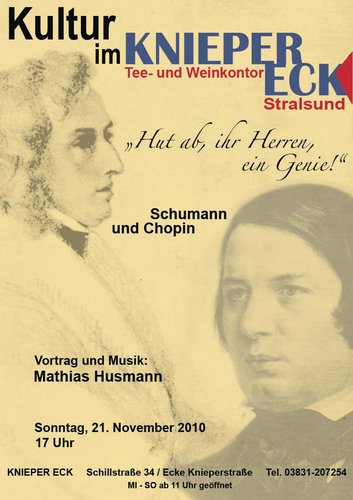 Kultur
im KNIEPER
Tee- und Weinkontor ECK
Stralsund
„Hut ab, ihr Herren,
ein Genie!“
Schumann
und Chopin
Vortrag und Musik:
Mathias Husmann
Sonntag, 21. November 2010
17 Uhr
KNIEPER ECK Schillstraße 34 / Ecke Knieperstraße Tel. 03831-207254
MI - SO ab 11 Uhr geöffnet